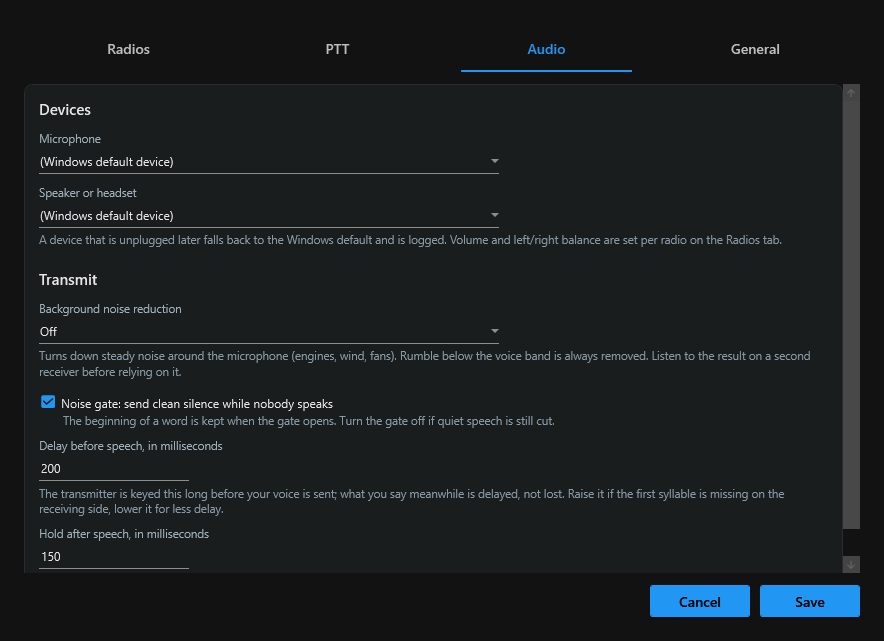 Radios PTT Audio General
Devices
Microphone
(Windows default device)
Speaker or headset
(Windows default device)
A device that is unplugged later falls back to the Windows default and is logged. Volume and left/right balance are set per radio on the Radios tab.
Transmit
Background noise reduction
Off
Turns down steady noise around the microphone (engines, wind, fans). Rumble below the voice band is always removed. Listen to the result on a second
receiver before relying on it.
Noise gate: send clean silence while nobody speaks
The beginning of a word is kept when the gate opens. Turn the gate off if quiet speech is still cut.
Delay before speech, in milliseconds
200
The transmitter is keyed this long before your voice is sent; what you say meanwhile is delayed, not lost. Raise it if the first syllable is missing on the
receiving side, lower it for less delay.
Hold after speech, in milliseconds
150
Cancel Save